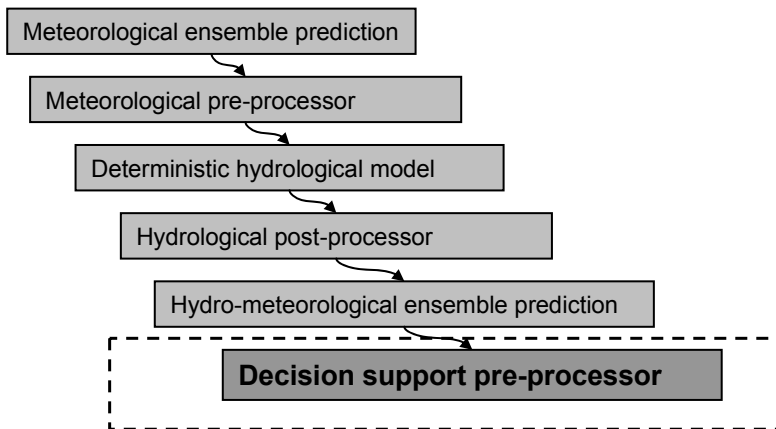 Meteorological ensemble prediction
Meteorological pre-processor
Deterministic hydrological model
Hydrological post-processor
Hydro-meteorological ensemble prediction
Decision support pre-processor